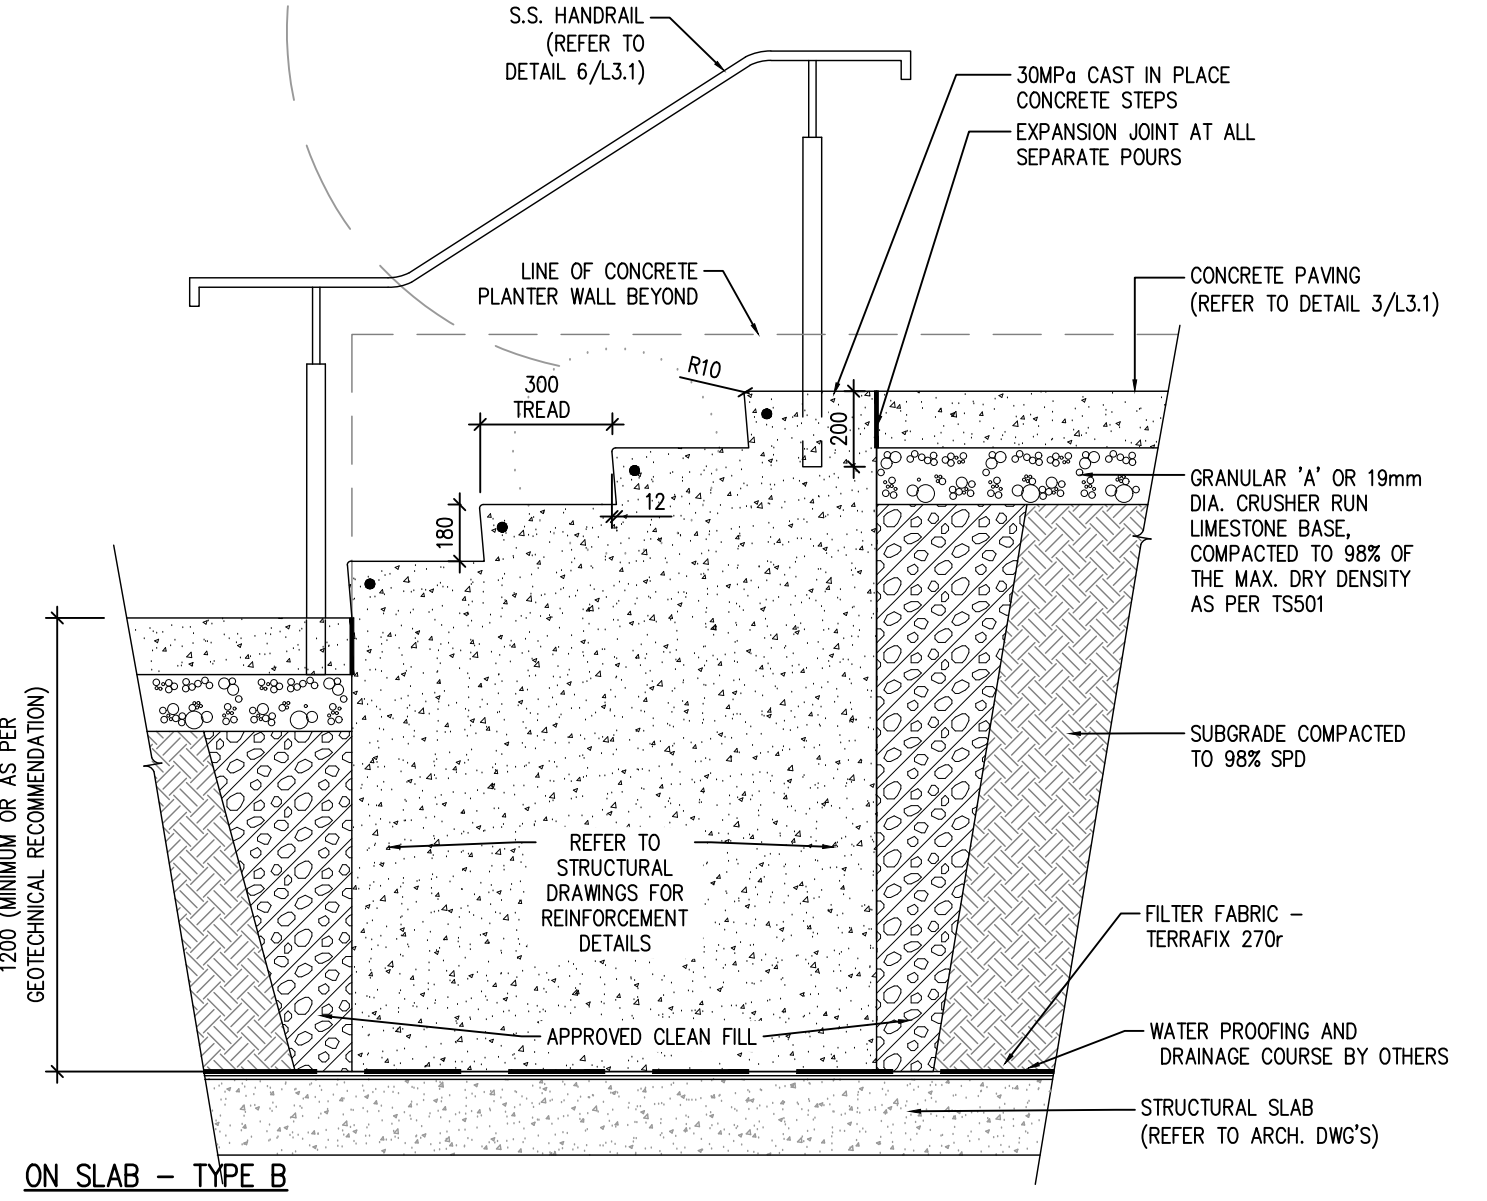 S.S. HANDRAIL
(REFER TO
DETAIL 6/L3.1)
30MPa CAST IN PLACE
CONCRETE STEPS
EXPANSION JOINT AT ALL
SEPARATE POURS
LINE OF CONCRETE
PLANTER WALL BEYOND
CONCRETE PAVING
(REFER TO DETAIL 3/L3.1)
R10
300
TREAD
200
12
180
GRANULAR 'A' OR 19mm
DIA. CRUSHER RUN
LIMESTONE BASE,
COMPACTED TO 98% OF
THE MAX. DRY DENSITY
AS PER TS501
1200 (MINIMUM OR AS PER
GEOTECHNICAL RECOMMENDATION)
SUBGRADE COMPACTED
TO 98% SPD
REFER TO
STRUCTURAL
DRAWINGS FOR
REINFORCEMENT
DETAILS
FILTER FABRIC –
TERRAFIX 270r
APPROVED CLEAN FILL
WATER PROOFING AND
DRAINAGE COURSE BY OTHERS
STRUCTURAL SLAB
(REFER TO ARCH. DWG'S)
ON SLAB – TYPE B